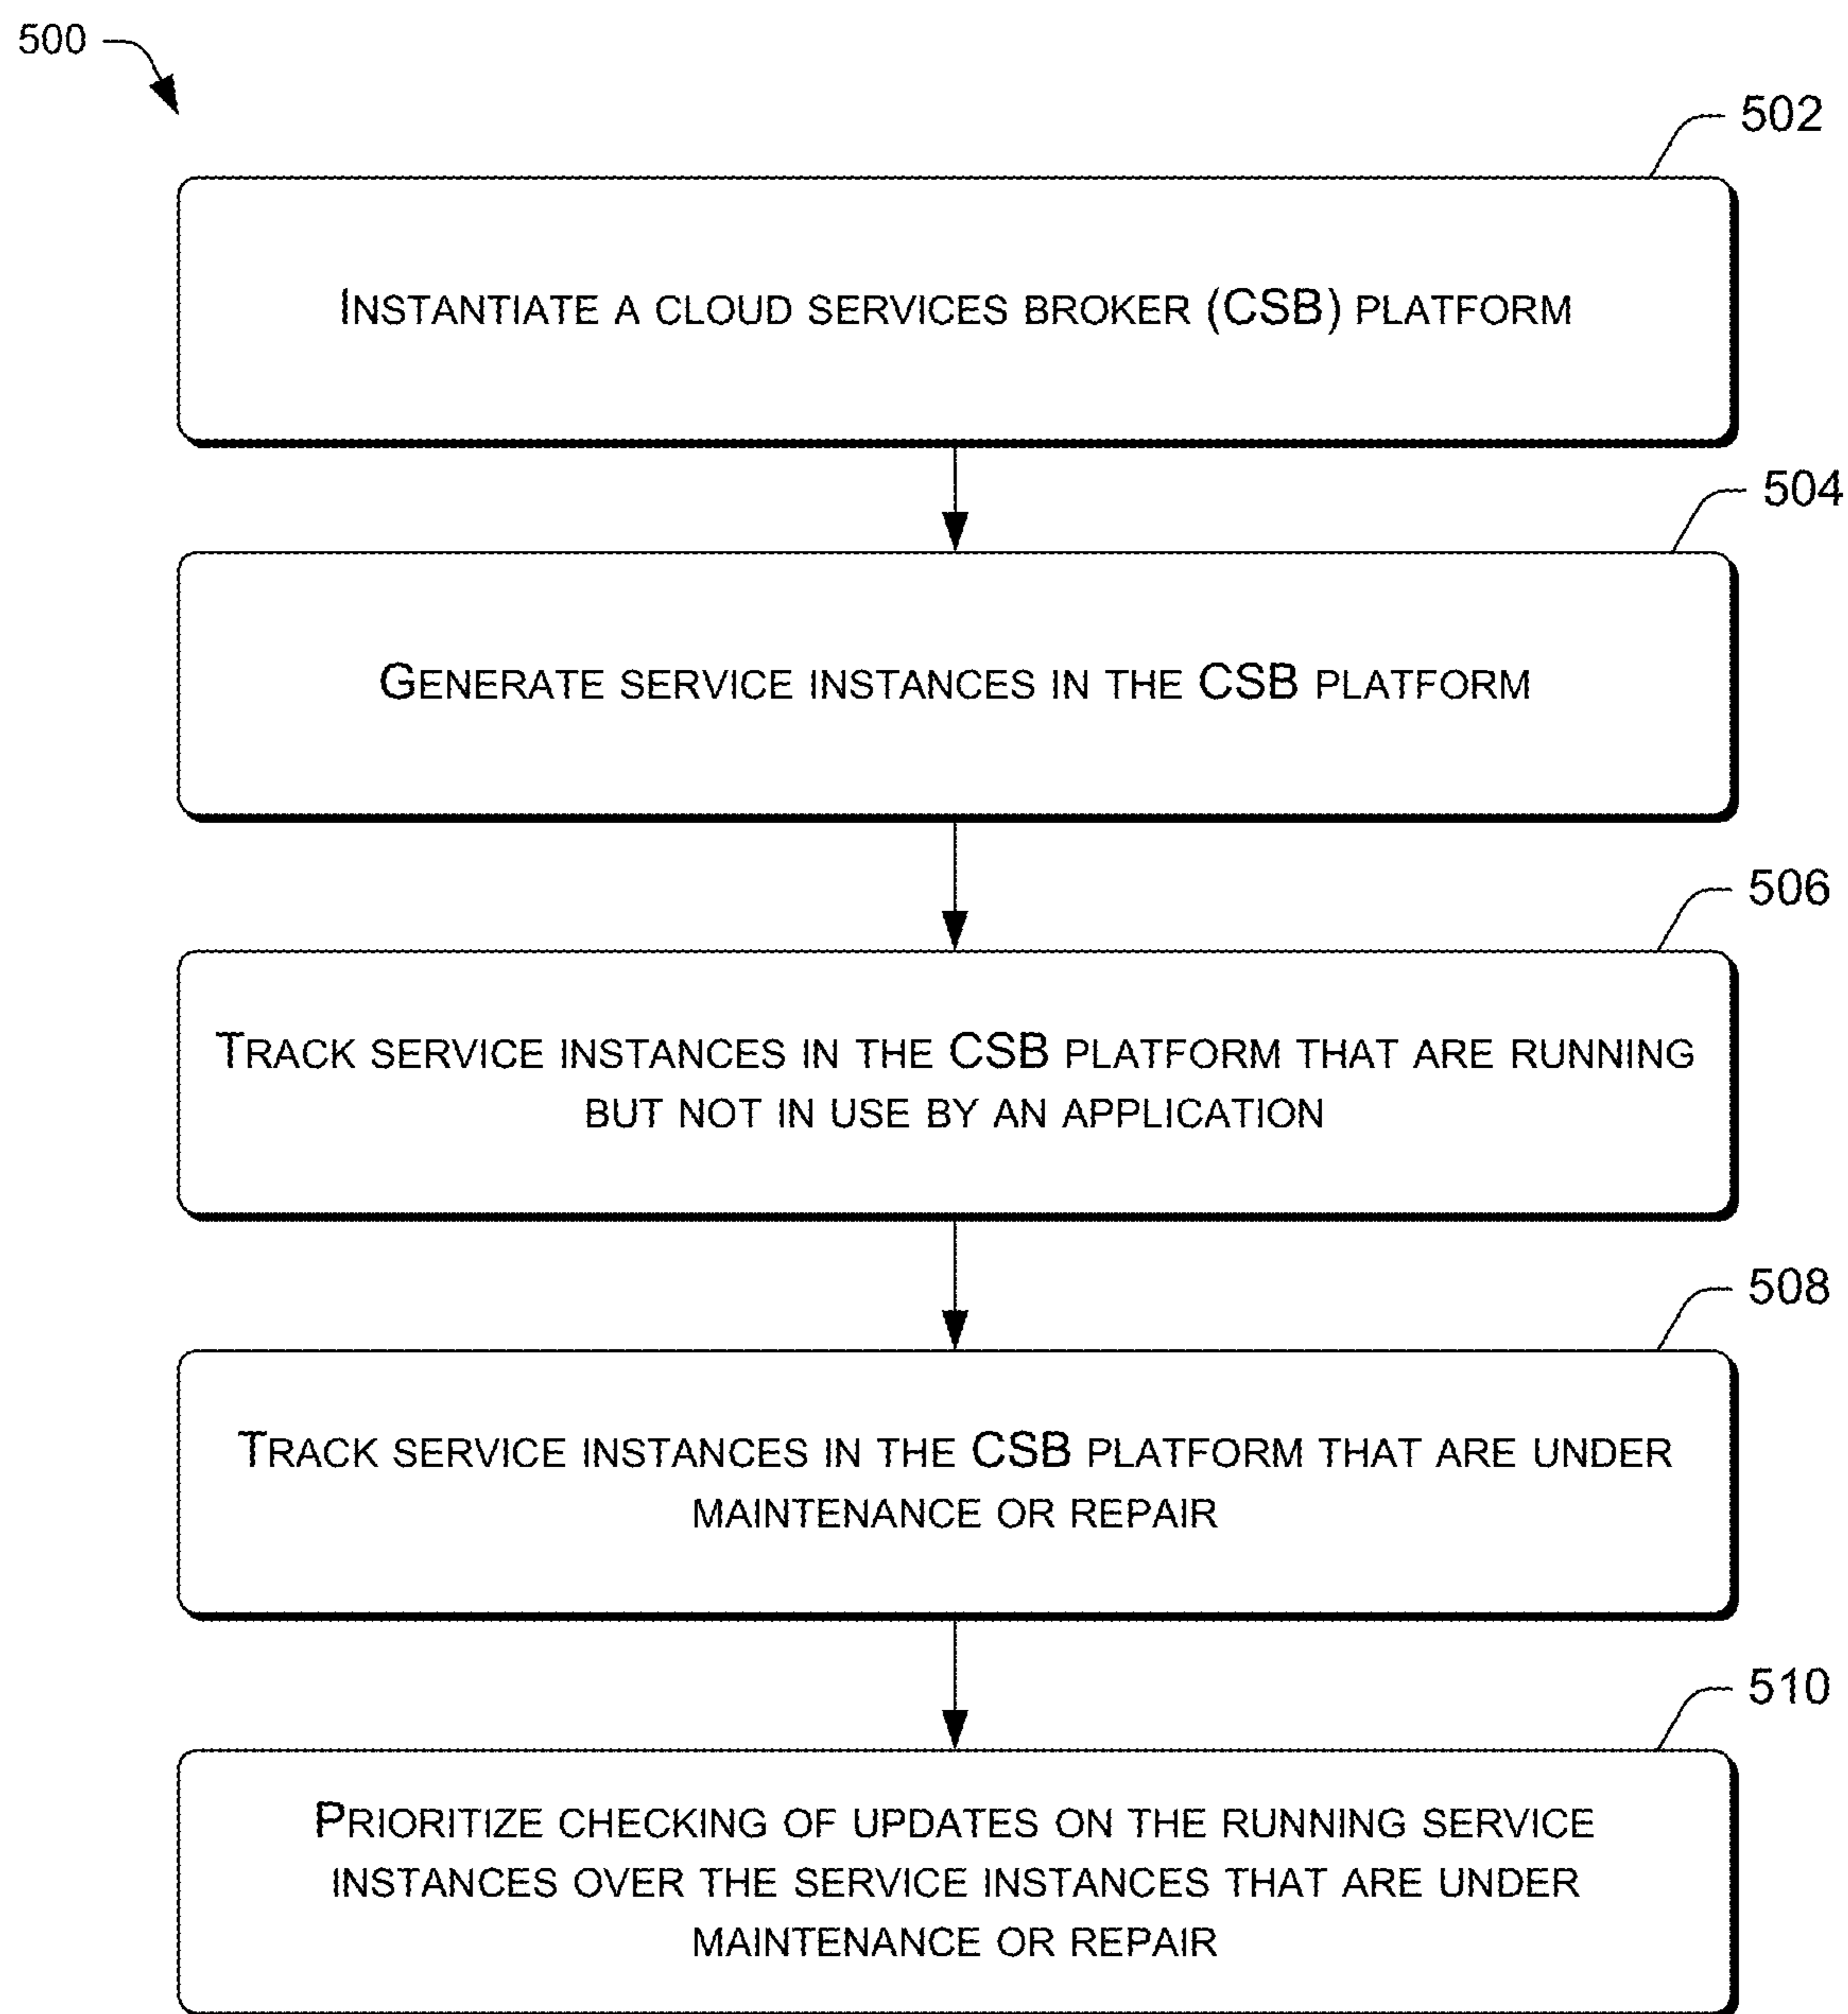 500
502
INSTANTIATE A CLOUD SERVICES BROKER (CSB) PLATFORM
504
GENERATE SERVICE INSTANCES IN THE CSB PLATFORM
506
TRACK SERVICE INSTANCES IN THE CSB PLATFORM THAT ARE RUNNING
BUT NOT IN USE BY AN APPLICATION
508
TRACK SERVICE INSTANCES IN THE CSB PLATFORM THAT ARE UNDER
MAINTENANCE OR REPAIR
510
PRIORITIZE CHECKING OF UPDATES ON THE RUNNING SERVICE
INSTANCES OVER THE SERVICE INSTANCES THAT ARE UNDER
MAINTENANCE OR REPAIR